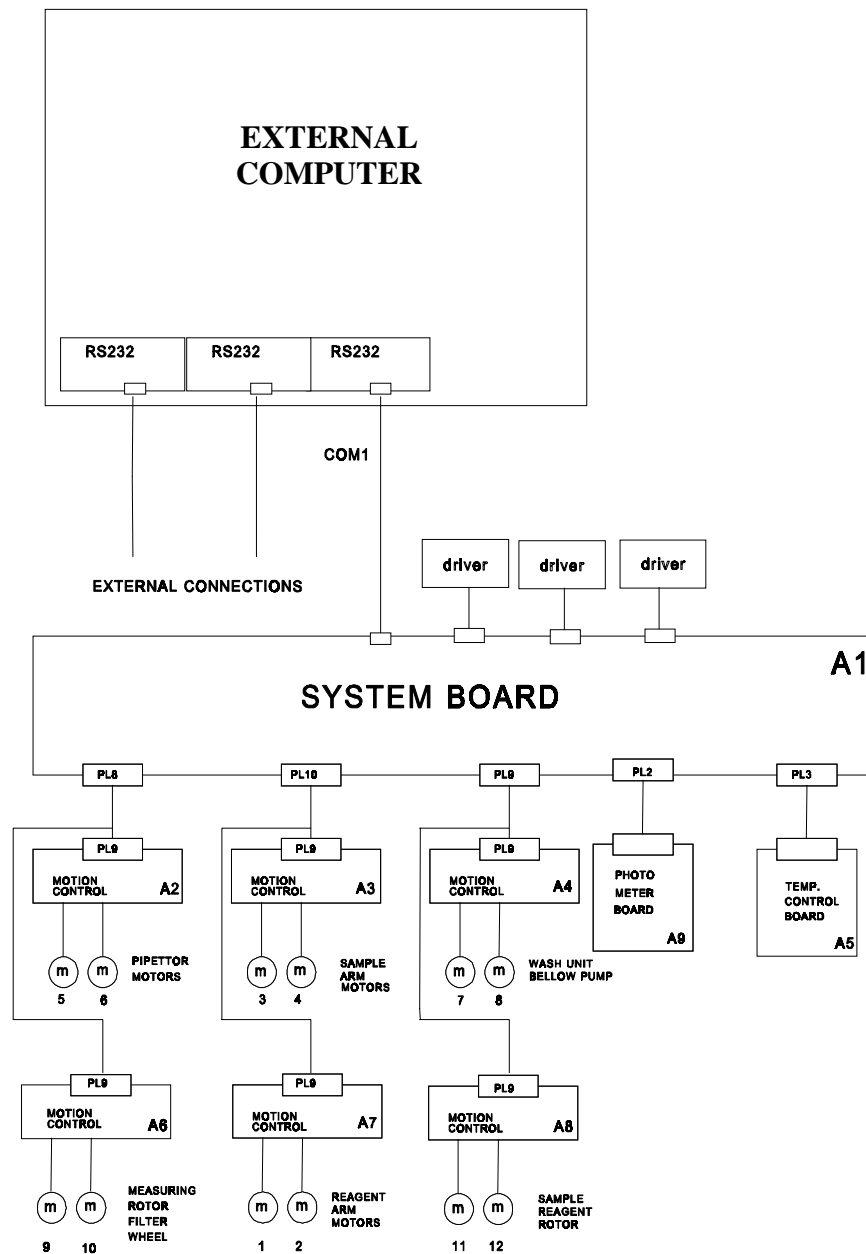 EXTERNAL
COMPUTER
RS232
RS232
RS232
COM1
EXTERNAL CONNECTIONS
driver
driver
driver
A1
SYSTEM BOARD
PL8
PL10
PL9
PL2
PL3
PL9
MOTION
CONTROL
A2
PL9
MOTION
CONTROL
A3
PL9
MOTION
CONTROL
A4
PHOTO
METER
BOARD
A9
TEMP.
CONTROL
BOARD
A5
m
m
5
6
PIPETTOR
MOTORS
m
m
3
4
SAMPLE
ARM
MOTORS
m
m
7
8
WASH UNIT
BELLOW PUMP
PL9
MOTION
CONTROL
A6
PL9
MOTION
CONTROL
A7
PL9
MOTION
CONTROL
A8
m
m
9
10
MEASURING
ROTOR
FILTER
WHEEL
m
m
1
2
REAGENT
ARM
MOTORS
m
m
11
12
SAMPLE
REAGENT
ROTOR